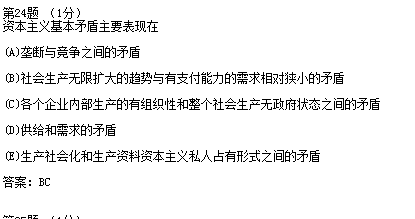 第24题 (1分)
资本主义基本矛盾主要表现在
(A)垄断与竞争之间的矛盾
(B)社会生产无限扩大的趋势与有支付能力的需求相对狭小的矛盾
(C)各个企业内部生产的有组织性和整个社会生产无政府状态之间的矛盾
(D)供给和需求的矛盾
(E)生产社会化和生产资料资本主义私人占有形式之间的矛盾
答案：BC